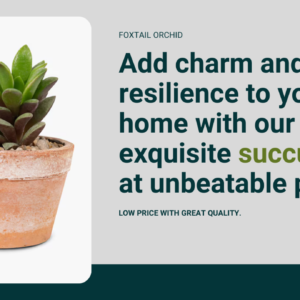 FOXTAIL ORCHID
Add charm and
resilience to yo
home with our
exquisite succu
at unbeatable p
LOW PRICE WITH GREAT QUALITY.